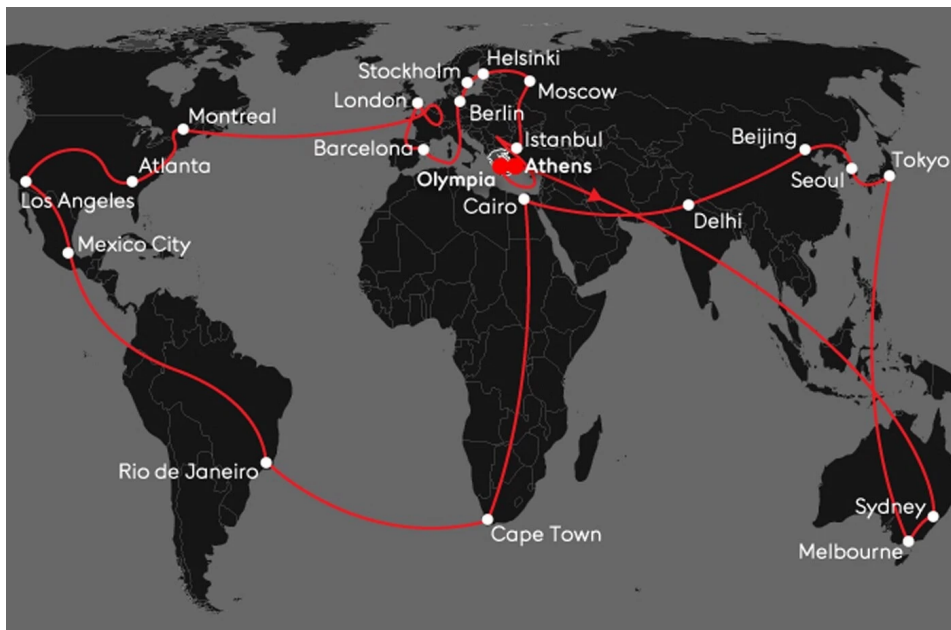 Helsinki
Stockholm
Moscow
London
Berlin
Montreal
Istanbul
Beijing
Barcelona
Athens
Tokyo
Atlanta
Olympia
Seoul
Los Angeles
Cairo
Delhi
Mexico City
Rio de Janeiro
Sydney
Cape Town
Melbourne